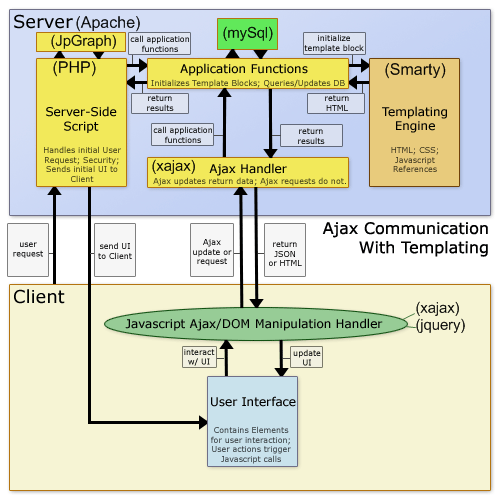 Server (Apache)
(JpGraph)
(mySql)
call application
functions
initialize
template block
(PHP)
Server-Side
Script
Handles initial User
Request; Security;
Sends initial UI to
Client
Application Functions
Initializes Template Blocks; Queries/Updates DB
(Smarty)
Templating
Engine
HTML; CSS;
Javascript
References
return
results
return
HTML
call application
functions
return
results
(xajax)
Ajax Handler
Ajax updates return data; Ajax requests do not.
user
request
send UI
to Client
Ajax
update or
request
return
JSON
or HTML
Ajax Communication
With Templating
Client
Javascript Ajax/DOM Manipulation Handler
(xajax)
(jquery)
interact
w/ UI
update
UI
User Interface
Contains Elements
for user interaction;
User actions trigger
Javascript calls